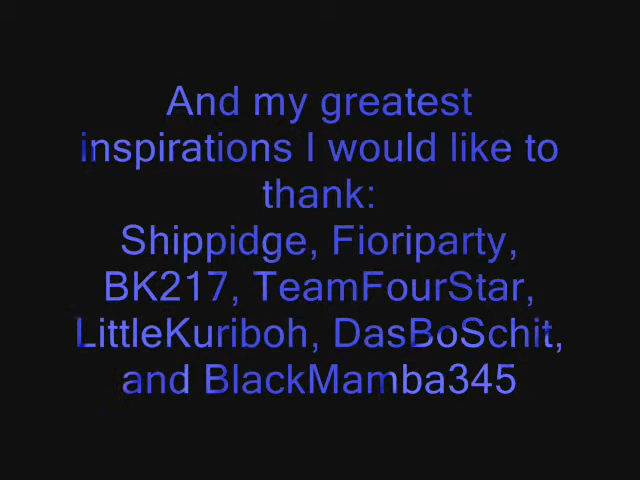 And my greatest
inspirations I would like to
thank:
Shippidge, Fioriparty,
BK217, TeamFourStar,
LittleKuriboh, DasBoSchit,
and BlackMamba345